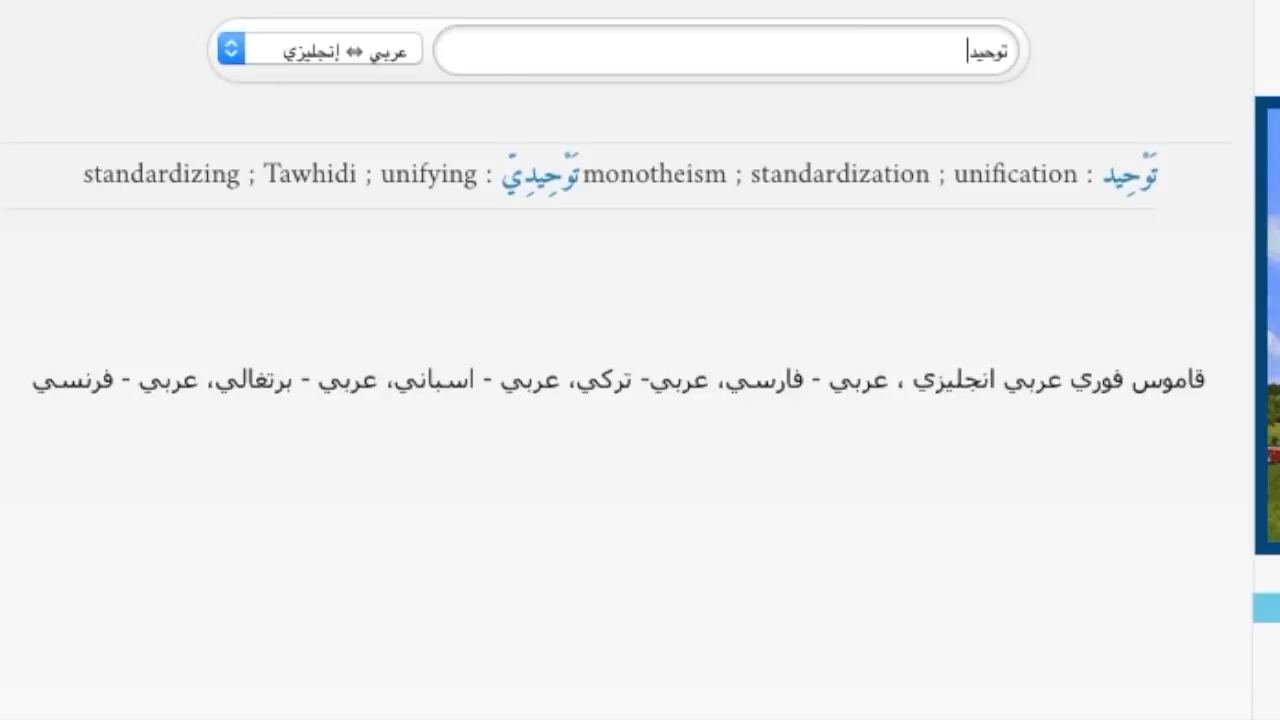 توحيد
عربي ⇔ إنجليزي
تَوْحِيد : monotheism ; standardization ; unification تَوْحِيدِيّ : standardizing ; Tawhidi ; unifying
قاموس فوري عربي انجليزي ، عربي - فارسي، عربي- تركي، عربي - اسباني، عربي - برتغالي، عربي - فرنسي